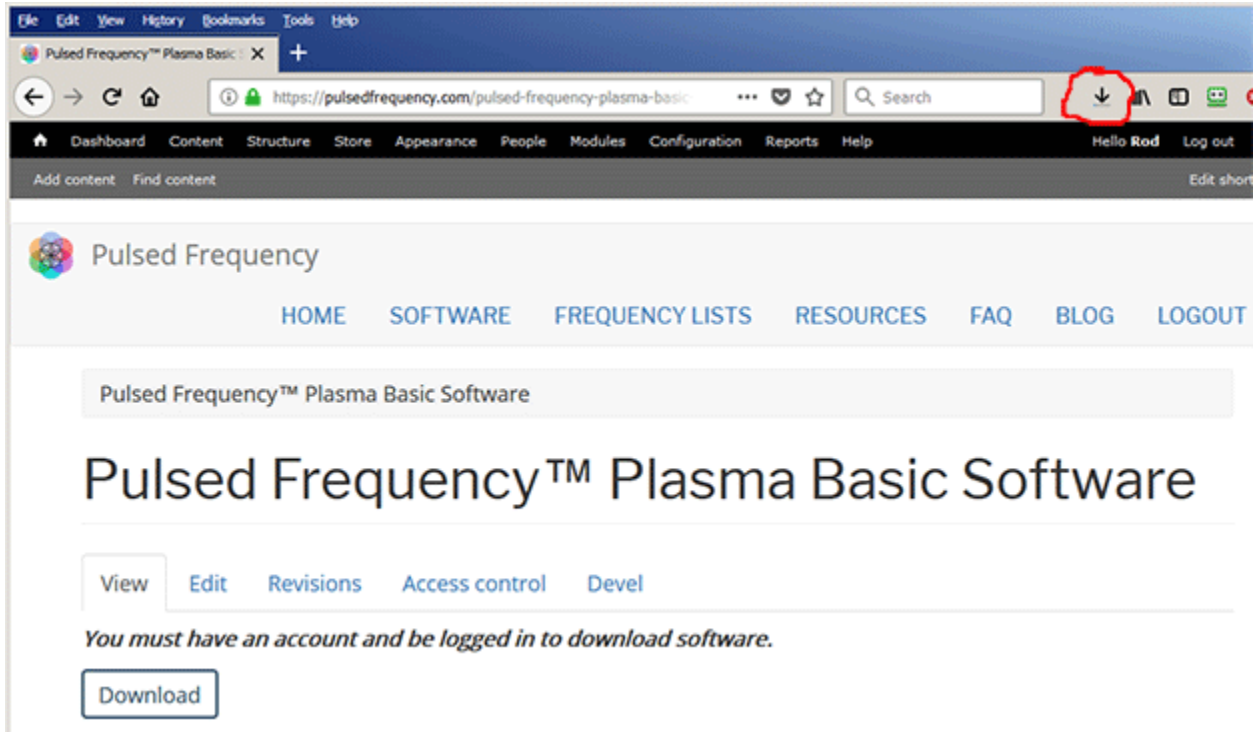 File Edit View History Bookmarks Tools Help
Pulsed Frequency™ Plasma Basic
https://pulsedfrequency.com/pulsed-frequency-plasma-basic- ... Search
Dashboard Content Structure Store Appearance People Modules Configuration Reports Help Hello Rod Log out
Add content Find content Edit short
Pulsed Frequency
HOME SOFTWARE FREQUENCY LISTS RESOURCES FAQ BLOG LOGOUT
Pulsed Frequency™ Plasma Basic Software
Pulsed Frequency™ Plasma Basic Software
View Edit Revisions Access control Devel
You must have an account and be logged in to download software.
Download